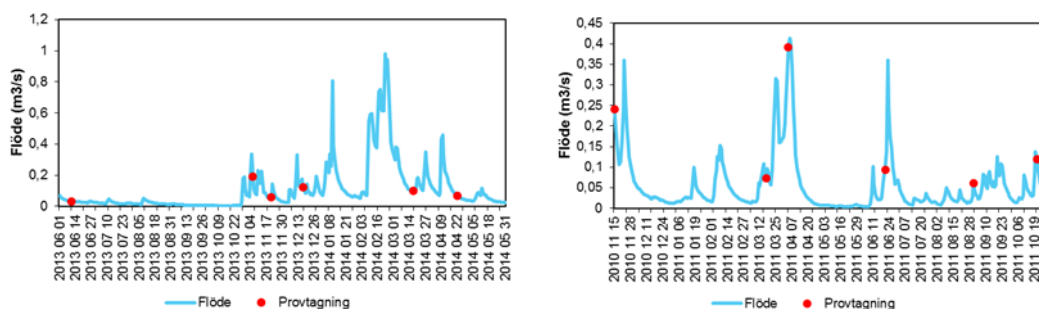 Flöde (m3/s)
1,2
1
0,8
0,6
0,4
0,2
0
2013 06 01
2013 06 14
2013 06 27
2013 07 10
2013 07 23
2013 08 05
2013 08 18
2013 08 31
2013 09 13
2013 09 26
2013 10 09
2013 10 22
2013 11 04
2013 11 17
2013 11 30
2013 12 13
2013 12 26
2014 01 08
2014 01 21
2014 02 03
2014 02 16
2014 03 01
2014 03 14
2014 03 27
2014 04 09
2014 04 22
2014 05 05
2014 05 18
2014 05 31
Flöde
Provtagning
Flöde (m3/s)
0,45
0,4
0,35
0,3
0,25
0,2
0,15
0,1
0,05
0
2010 11 15
2010 11 28
2010 12 11
2010 12 24
2011 01 06
2011 01 19
2011 02 01
2011 02 14
2011 02 27
2011 03 12
2011 03 25
2011 04 07
2011 04 20
2011 05 03
2011 05 16
2011 05 29
2011 06 11
2011 06 24
2011 07 07
2011 07 20
2011 08 02
2011 08 15
2011 08 28
2011 09 10
2011 09 23
2011 10 06
2011 10 19
Flöde
Provtagning